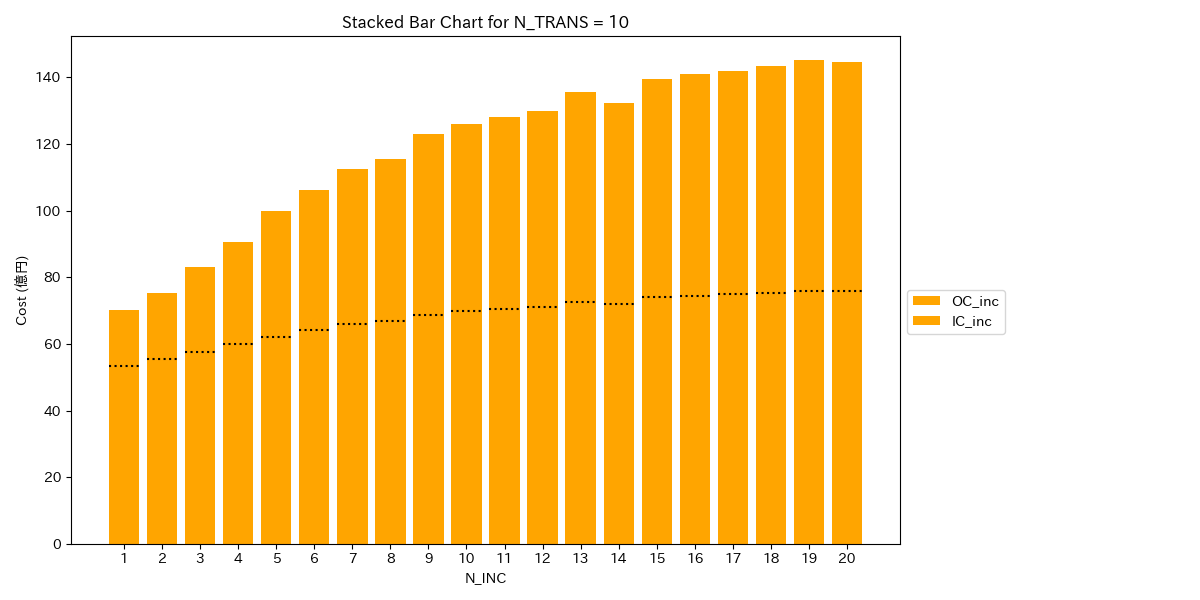 Stacked Bar Chart for N_TRANS = 10
Cost (億円)
140
120
100
80
60
40
20
0
1 2 3 4 5 6 7 8 9 10 11 12 13 14 15 16 17 18 19 20
N_INC
OC_inc
IC_inc